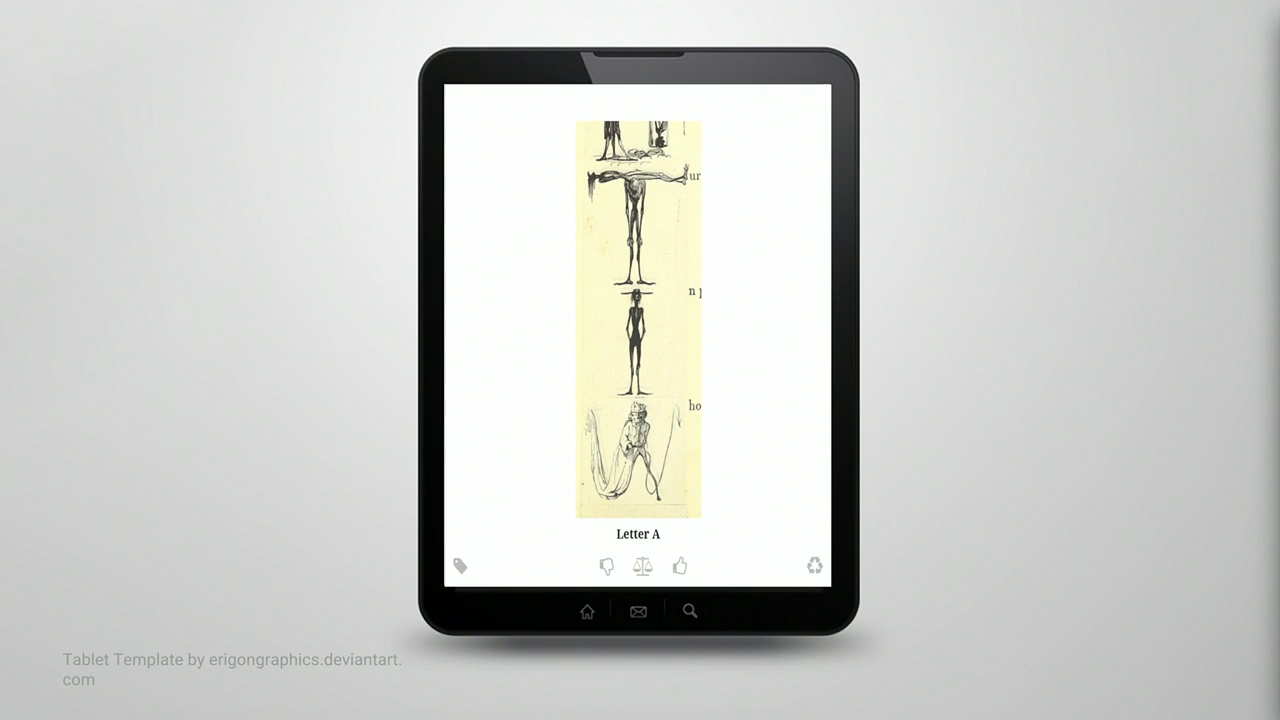 ur
n
ho
Letter A
Tablet Template by erigongraphics.deviantart.
com